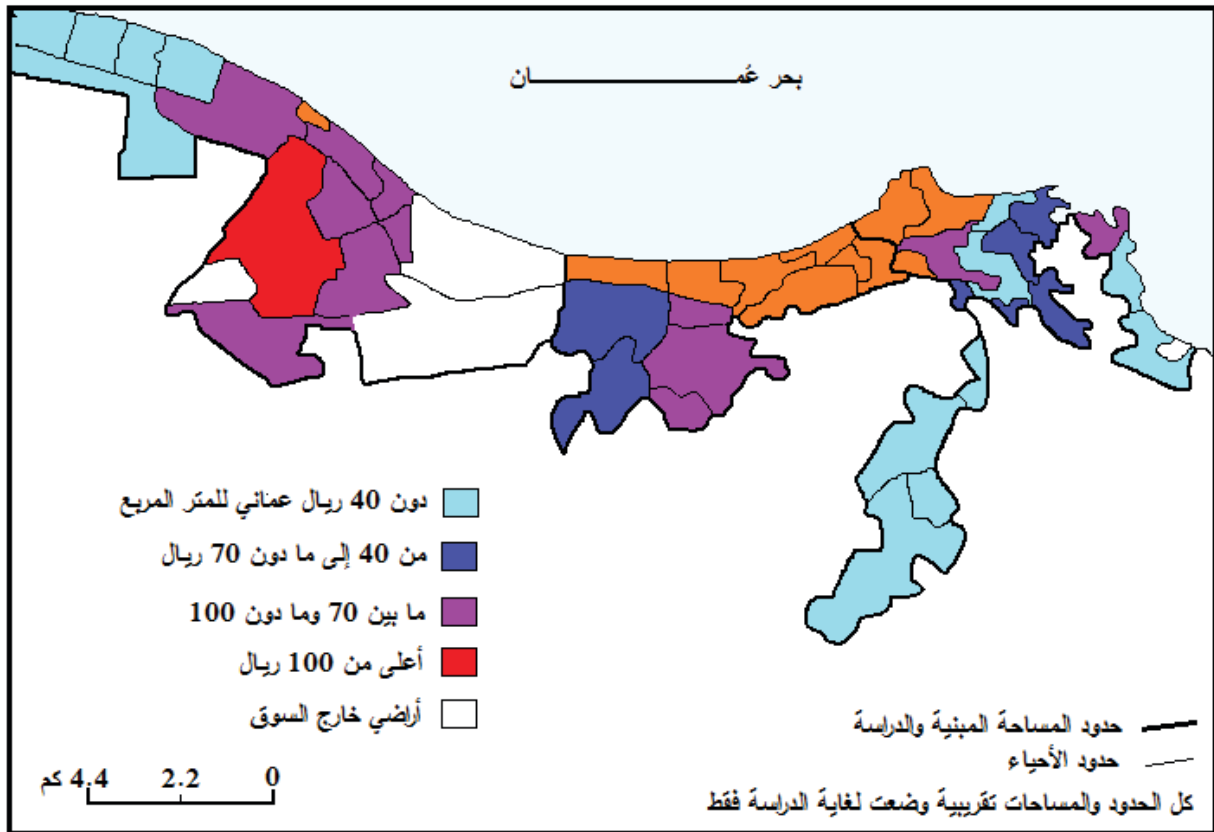 بحر عُمـــــــــــــــــــــــان
دون 40 ريال عماني للمتر المربع
من 40 إلى ما دون 70 ريال
ما بين 70 وما دون 100
أعلى من 100 ريال
أراضي خارج السوق
0 2.2 4.4 كم
حدود المساحة المبنية والدراسة
حدود الأحياء
كل الحدود والمساحات تقريبية وضعت لغاية الدراسة فقط